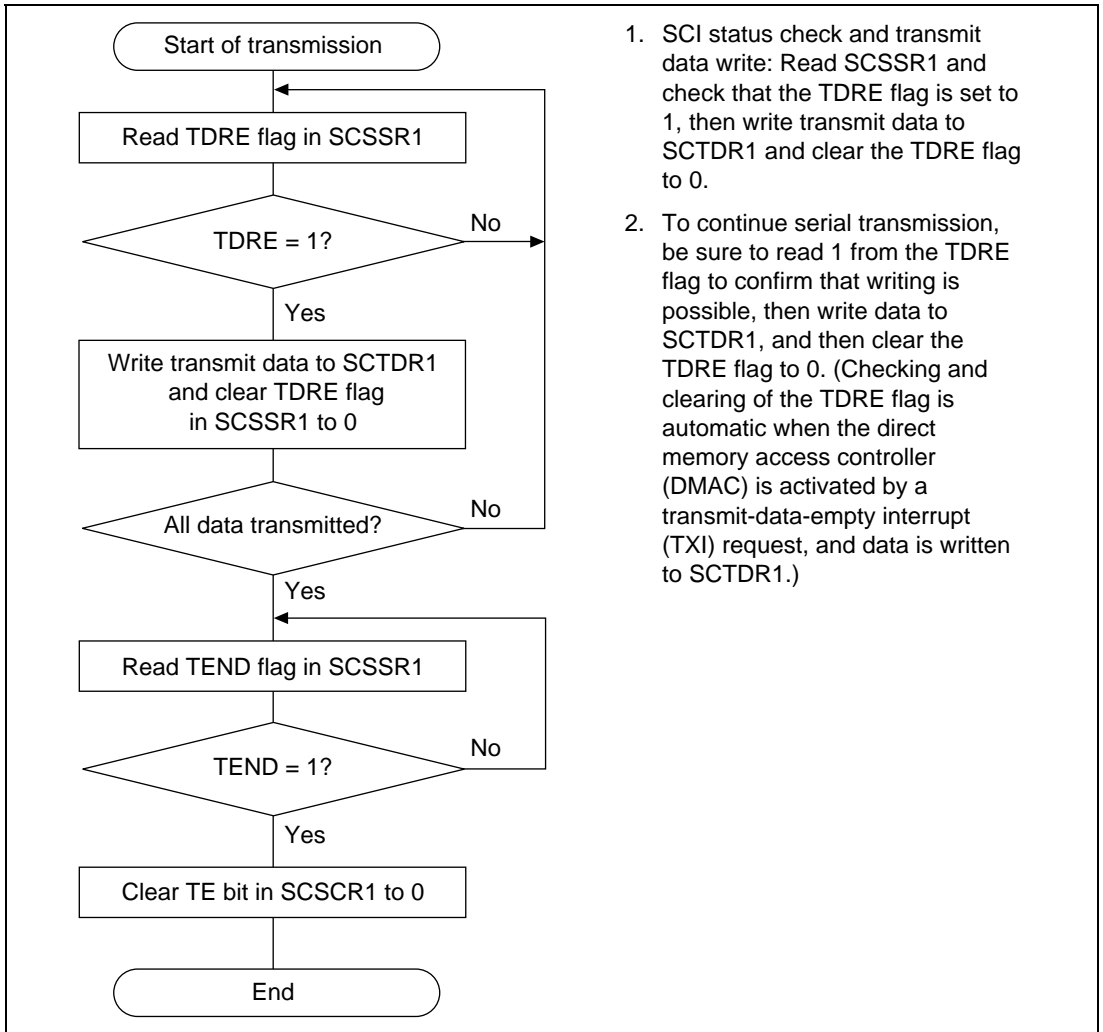 Start of transmission
Read TDRE flag in SCSSR1
TDRE = 1?
No
Yes
Write transmit data to SCTDR1
and clear TDRE flag
in SCSSR1 to 0
All data transmitted?
No
Yes
Read TEND flag in SCSSR1
TEND = 1?
No
Yes
Clear TE bit in SCSCR1 to 0
End
1. SCI status check and transmit
data write: Read SCSSR1 and
check that the TDRE flag is set to
1, then write transmit data to
SCTDR1 and clear the TDRE flag
to 0.
2. To continue serial transmission,
be sure to read 1 from the TDRE
flag to confirm that writing is
possible, then write data to
SCTDR1, and then clear the
TDRE flag to 0. (Checking and
clearing of the TDRE flag is
automatic when the direct
memory access controller
(DMAC) is activated by a
transmit-data-empty interrupt
(TXI) request, and data is written
to SCTDR1.)